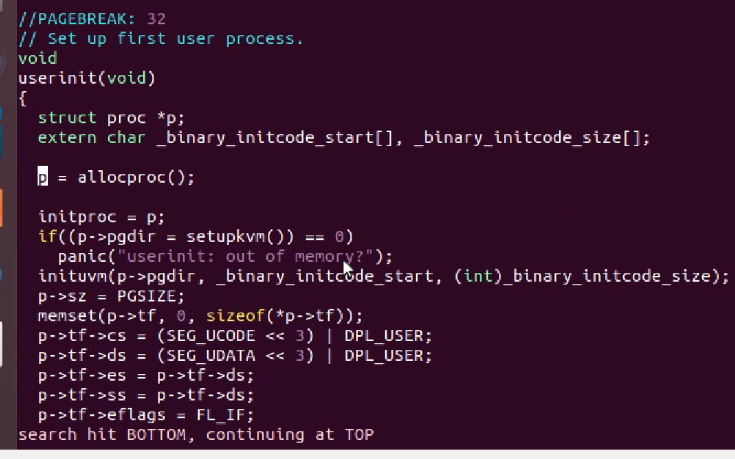 //PAGEBREAK: 32
// Set up first user process.
void
userinit(void)
{
  struct proc *p;
  extern char _binary_initcode_start[], _binary_initcode_size[];

  p = allocproc();

  initproc = p;
  if((p->pgdir = setupkvm()) == 0)
    panic("userinit: out of memory?");
  inituvm(p->pgdir, _binary_initcode_start, (int)_binary_initcode_size);
  p->sz = PGSIZE;
  memset(p->tf, 0, sizeof(*p->tf));
  p->tf->cs = (SEG_UCODE << 3) | DPL_USER;
  p->tf->ds = (SEG_UDATA << 3) | DPL_USER;
  p->tf->es = p->tf->ds;
  p->tf->ss = p->tf->ds;
  p->tf->eflags = FL_IF;
search hit BOTTOM, continuing at TOP